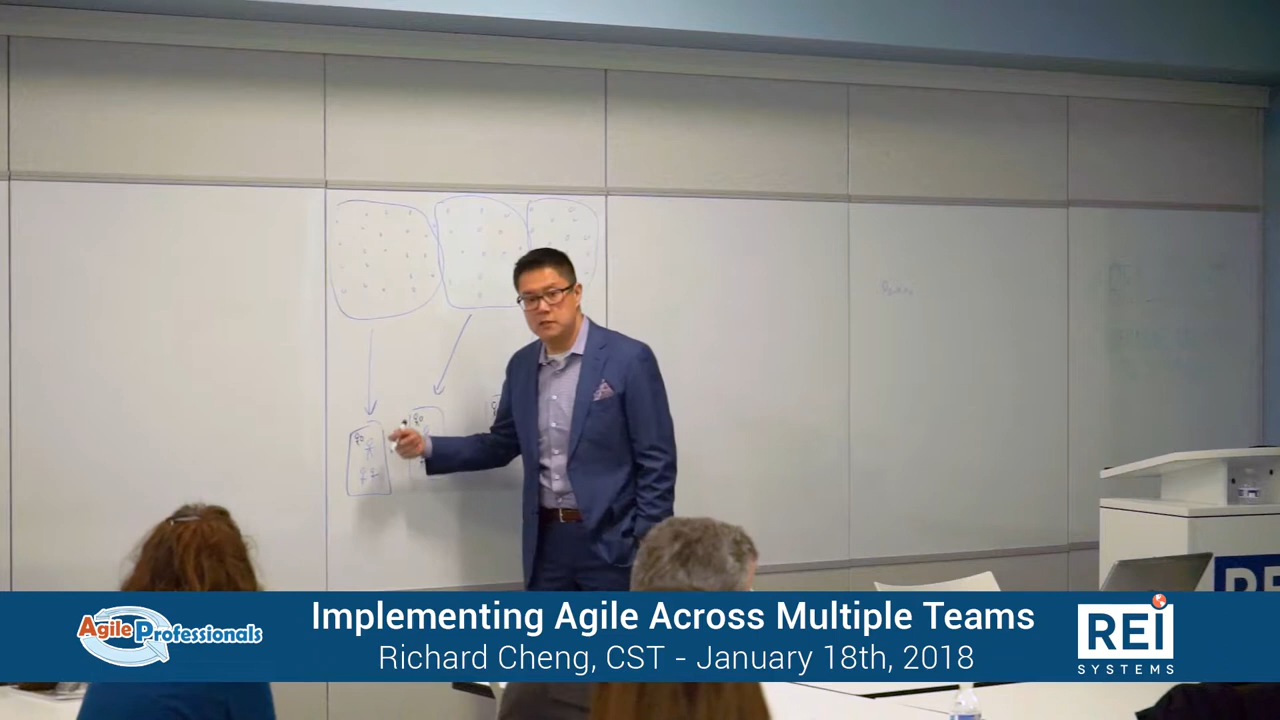 Agile Professionals
Implementing Agile Across Multiple Teams
Richard Cheng, CST - January 18th, 2018
REI
SYSTEMS